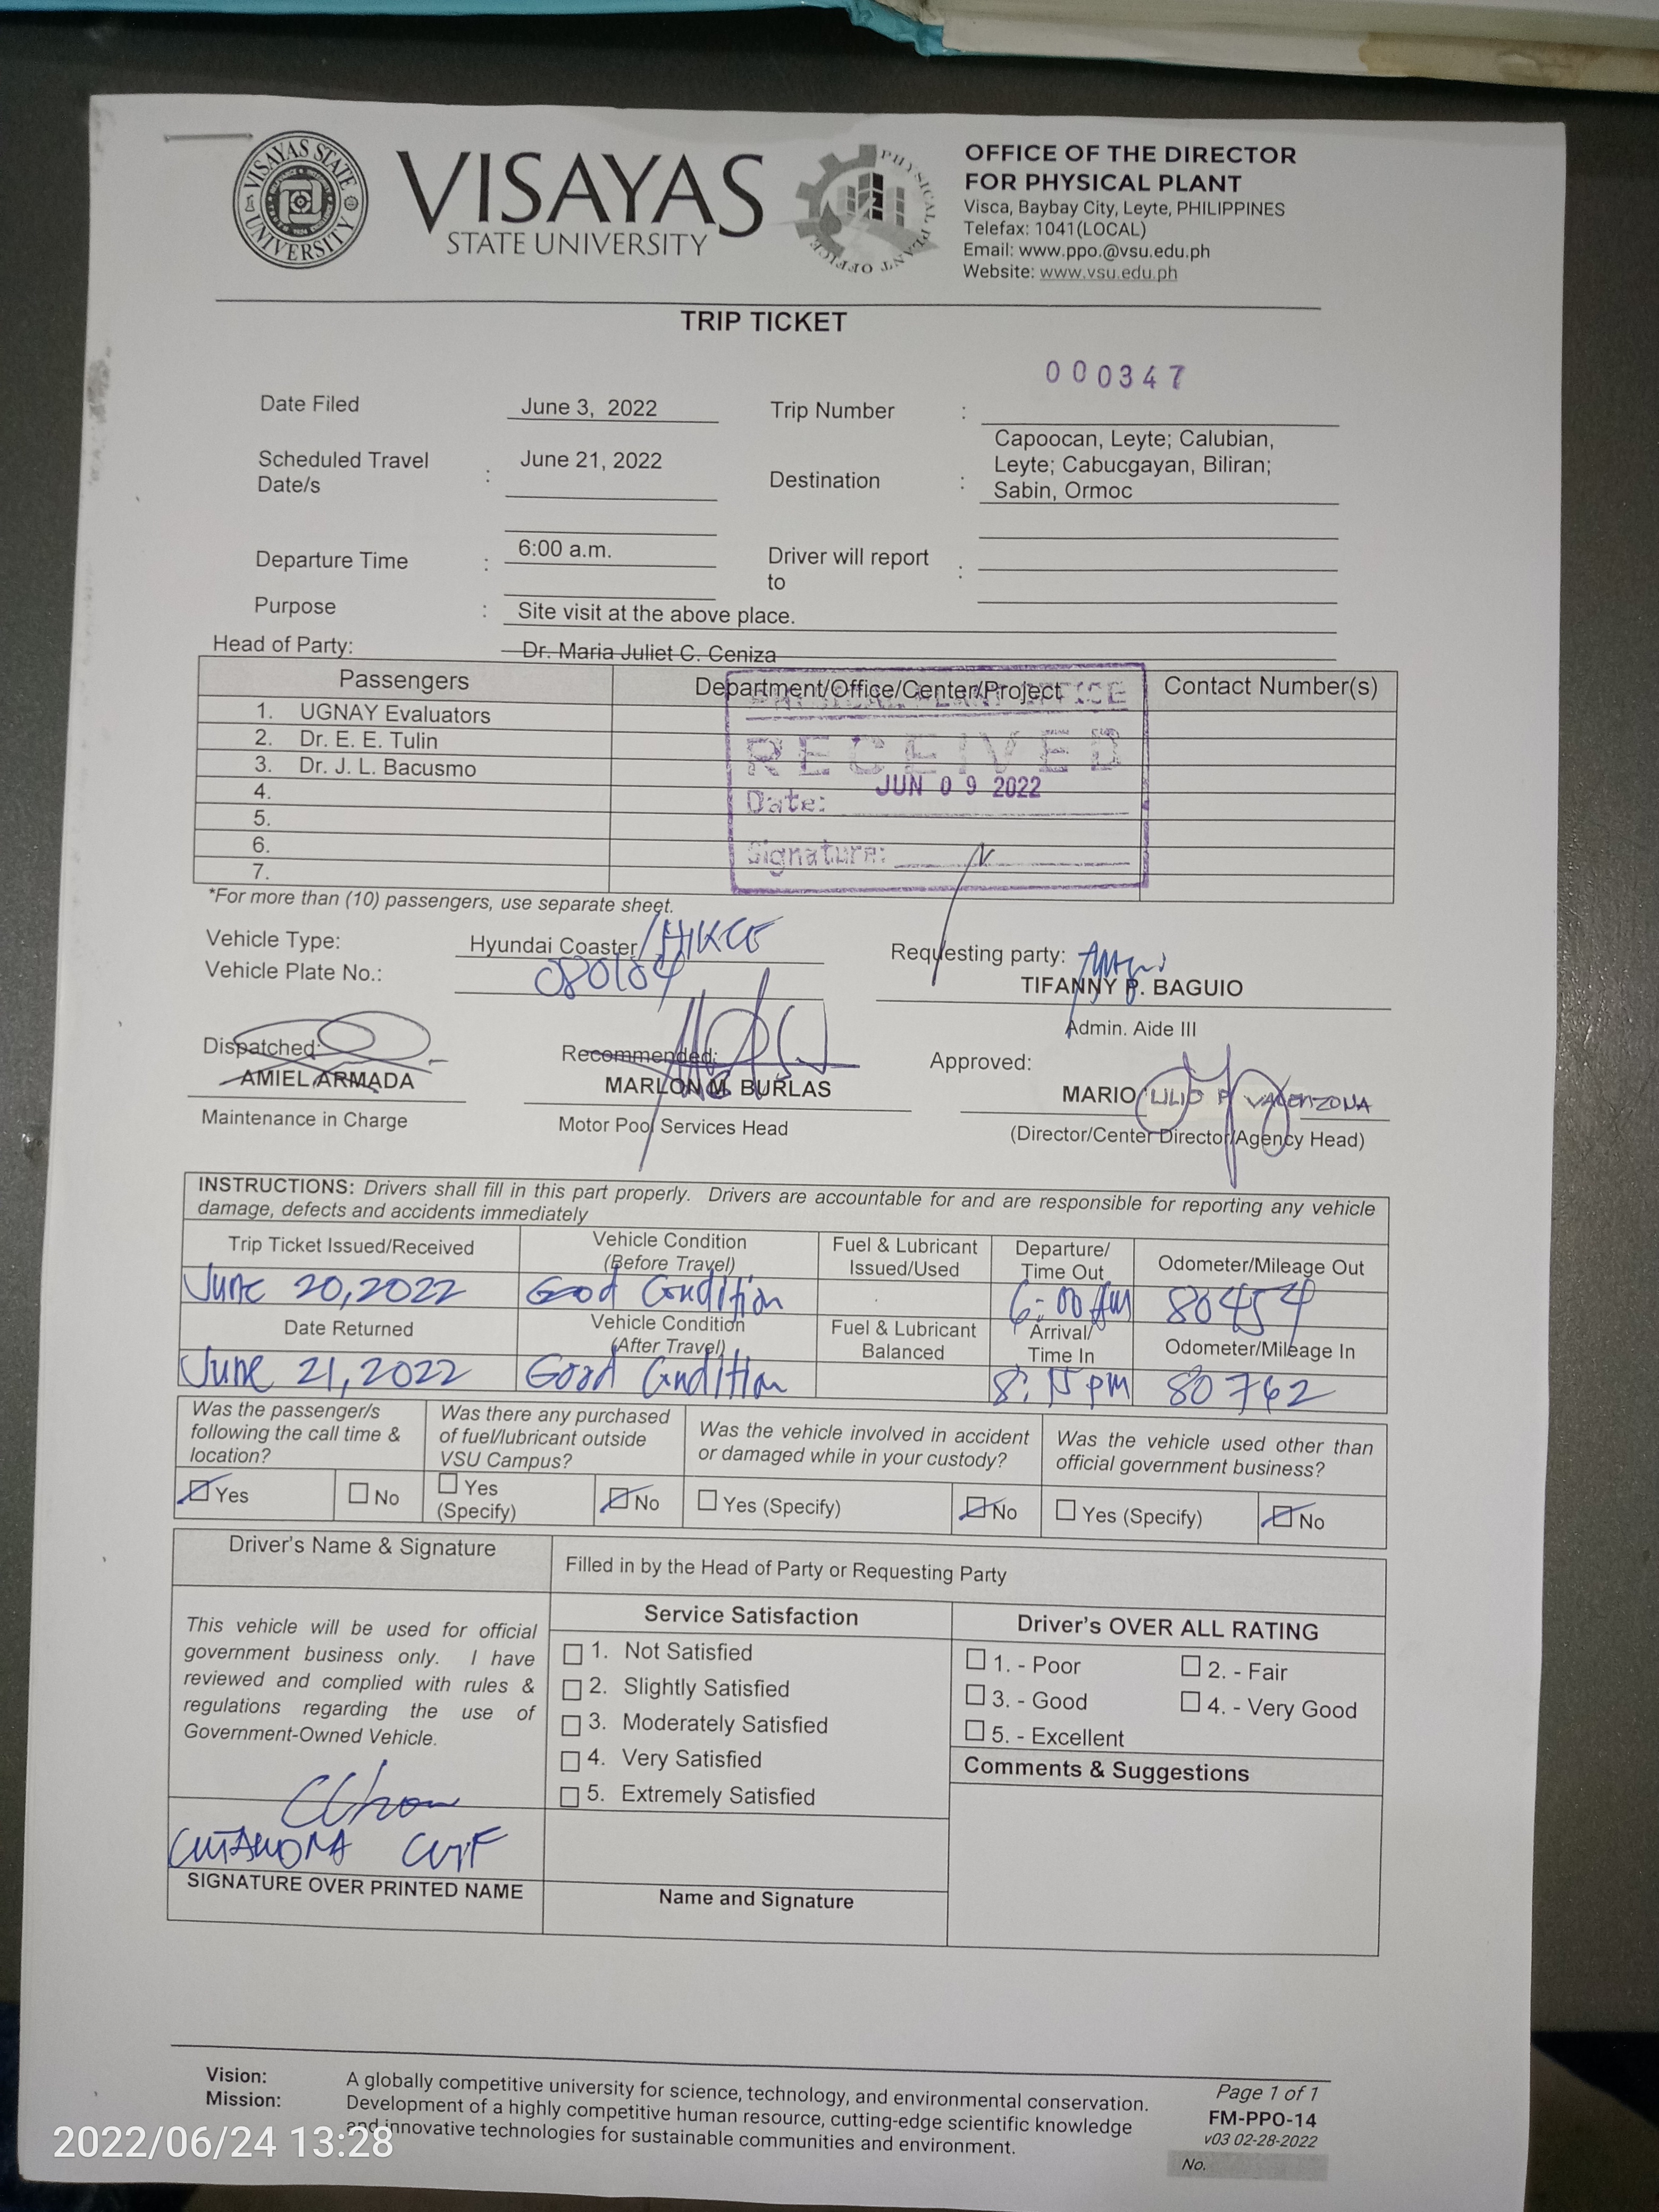 VISAYAS STATE UNIVERSITY
VISAYAS
STATE UNIVERSITY
PHYSICAL PLANT OFFICE
OFFICE OF THE DIRECTOR
FOR PHYSICAL PLANT
Visca, Baybay City, Leyte, PHILIPPINES
Telefax: 1041(LOCAL)
Email: www.ppo.@vsu.edu.ph
Website: www.vsu.edu.ph
TRIP TICKET
000347
Date Filed June 3, 2022 Trip Number :
Scheduled Travel Date/s : June 21, 2022 Destination : Capoocan, Leyte; Calubian,
Leyte; Cabucgayan, Biliran;
Sabin, Ormoc
Departure Time : 6:00 a.m. Driver will report to :
Purpose : Site visit at the above place.
Head of Party: Dr. Maria Juliet C. Ceniza
Passengers Department/Office/Center/Project Contact Number(s)
1. UGNAY Evaluators
2. Dr. E. E. Tulin
3. Dr. J. L. Bacusmo
4.
5.
6.
7.
PHYSICAL PLANT OFFICE
RECEIVED
Date: JUN 09 2022
Signature:
*For more than (10) passengers, use separate sheet.
Vehicle Type: Hyundai Coaster/
Vehicle Plate No.: 080164
Requesting party:
TIFANNY P. BAGUIO
Admin. Aide III
Dispatched: Recommended: Approved:
AMIEL ARMADA MARLON M. BURLAS MARIO LILIO P VALENZONA
Maintenance in Charge Motor Pool Services Head (Director/Center Director/Agency Head)
INSTRUCTIONS: Drivers shall fill in this part properly. Drivers are accountable for and are responsible for reporting any vehicle
damage, defects and accidents immediately
Trip Ticket Issued/Received Vehicle Condition (Before Travel) Fuel & Lubricant Issued/Used Departure/ Time Out Odometer/Mileage Out
June 20,2022 Good Condition 6:00 Am 80454
Date Returned Vehicle Condition (After Travel) Fuel & Lubricant Balanced Arrival/ Time In Odometer/Mileage In
June 21,2022 Good Condition 8:15 pm 80762
Was the passenger/s following the call time & location? Was there any purchased of fuel/lubricant outside VSU Campus? Was the vehicle involved in accident or damaged while in your custody? Was the vehicle used other than official government business?
Yes No Yes (Specify) No Yes (Specify) No Yes (Specify) No
Driver's Name & Signature Filled in by the Head of Party or Requesting Party
This vehicle will be used for official
government business only. I have
reviewed and complied with rules &
regulations regarding the use of
Government-Owned Vehicle.
SIGNATURE OVER PRINTED NAME
Service Satisfaction
1. Not Satisfied
2. Slightly Satisfied
3. Moderately Satisfied
4. Very Satisfied
5. Extremely Satisfied
Name and Signature
Driver's OVER ALL RATING
1. - Poor 2. - Fair
3. - Good 4. - Very Good
5. - Excellent
Comments & Suggestions
Vision: A globally competitive university for science, technology, and environmental conservation.
Mission: Development of a highly competitive human resource, cutting-edge scientific knowledge
and innovative technologies for sustainable communities and environment.
Page 1 of 1
FM-PPO-14
v03 02-28-2022
No.
2022/06/24 13:28